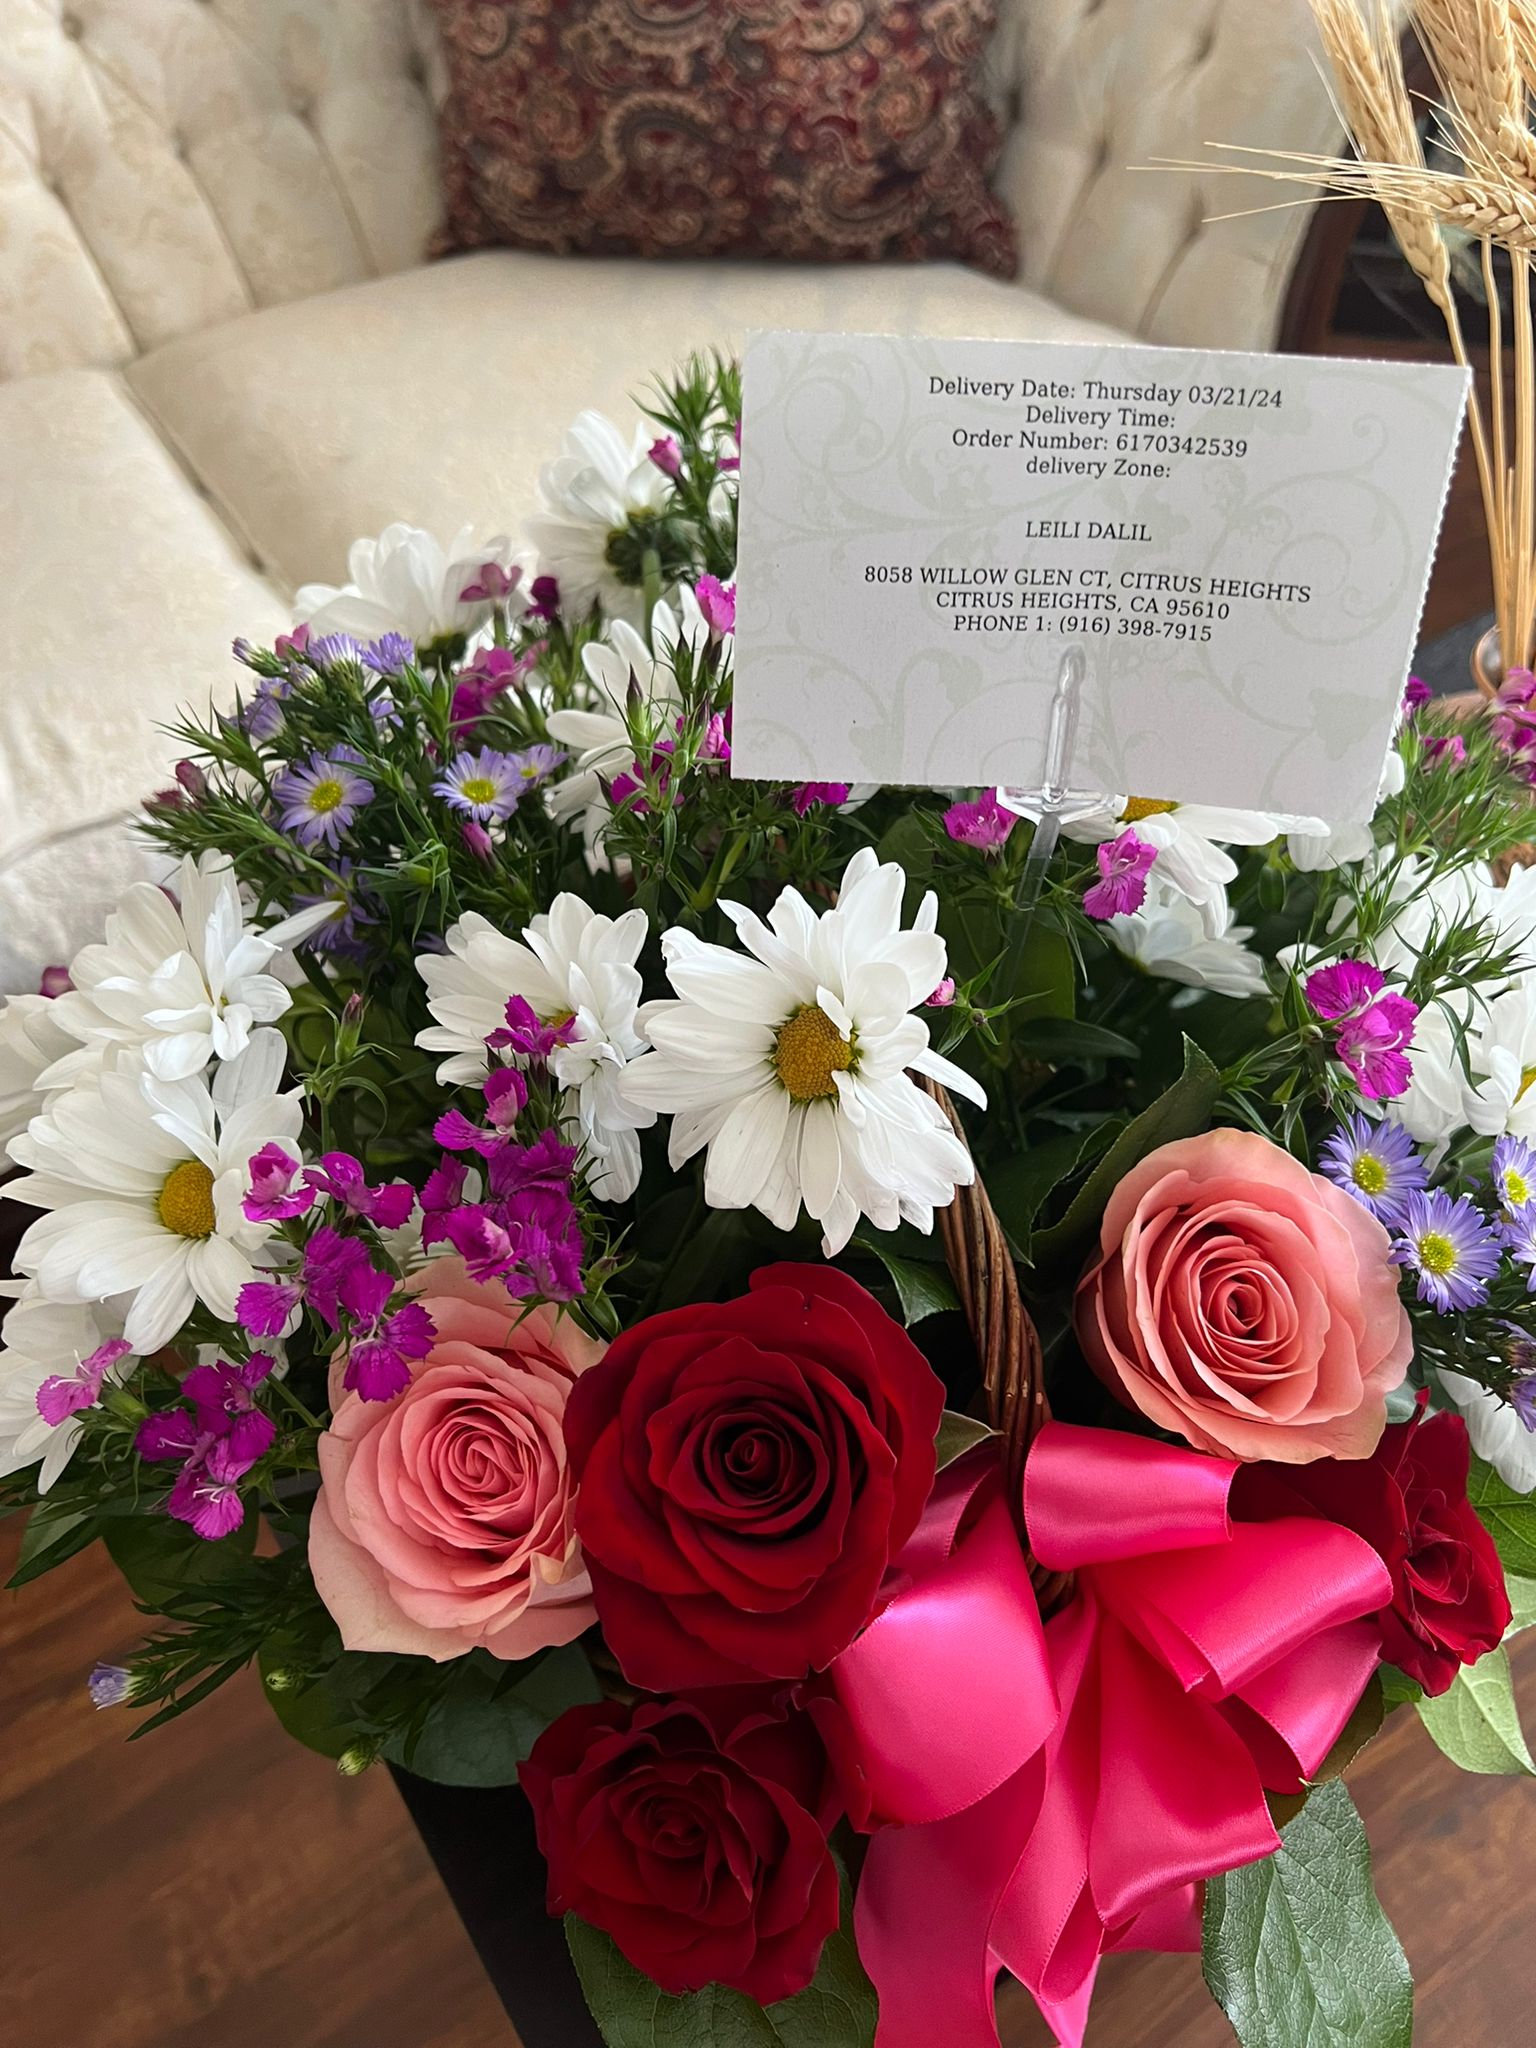 Delivery Date: Thursday 03/21/24
Delivery Time:
Order Number: 6170342539
delivery Zone:
LEILI DALIL
8058 WILLOW GLEN CT, CITRUS HEIGHTS
CITRUS HEIGHTS, CA 95610
PHONE 1: (916) 398-7915